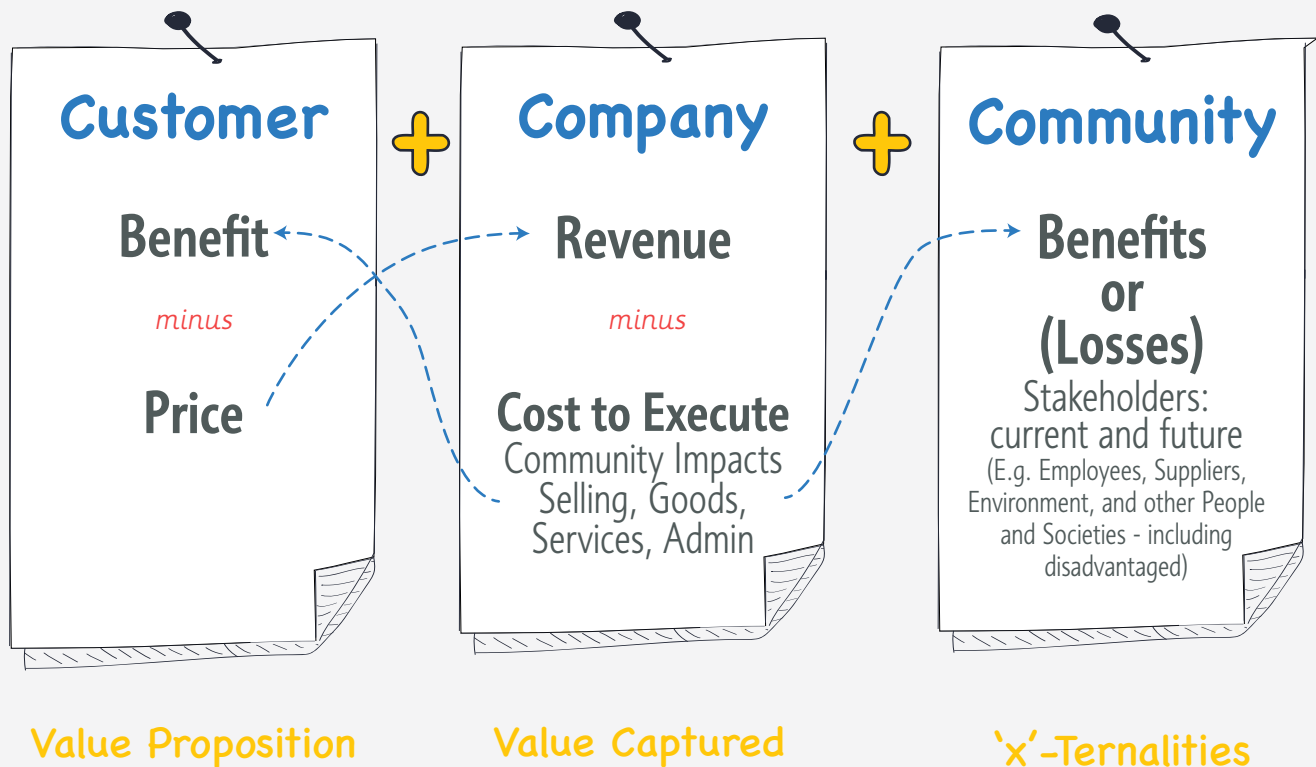 Customer
Benefit
minus
Price
Value Proposition
Company
Revenue
minus
Cost to Execute
Community Impacts
Selling, Goods,
Services, Admin
Value Captured
Community
Benefits
or
(Losses)
Stakeholders:
current and future
(E.g. Employees, Suppliers,
Environment, and other People
and Societies - including
disadvantaged)
'x'-Ternalities